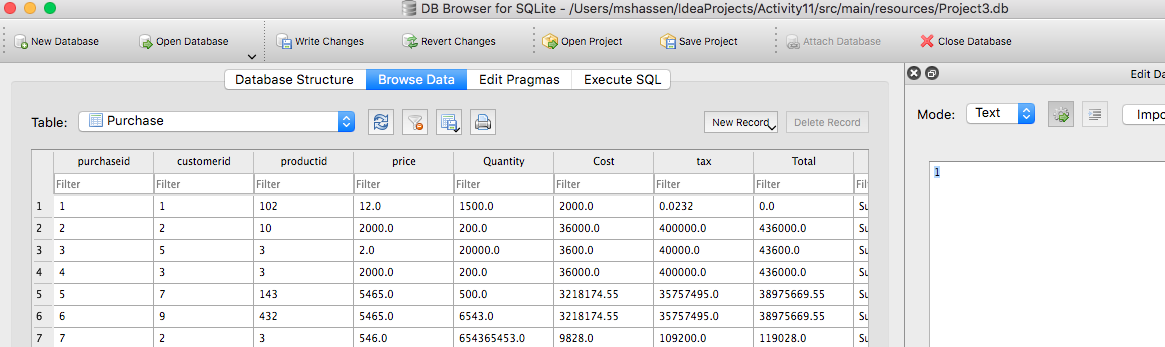 DB Browser for SQLite - /Users/mshassen/IdeaProjects/Activity11/src/main/resources/Project3.db
New Database Open Database Write Changes Revert Changes Open Project Save Project Attach Database Close Database
Database Structure Browse Data Edit Pragmas Execute SQL
Edit Da
Table: Purchase New Record Delete Record
Mode: Text Impo
purchaseid customerid productid price Quantity Cost tax Total
Filter Filter Filter Filter Filter Filter Filter Filter Fil
1 1 1 102 12.0 1500.0 2000.0 0.0232 0.0 Su
2 2 2 10 2000.0 200.0 36000.0 400000.0 436000.0 Su
3 3 5 3 2.0 20000.0 3600.0 40000.0 43600.0 Su
4 4 3 3 2000.0 200.0 36000.0 400000.0 436000.0 Su
5 5 7 143 5465.0 500.0 3218174.55 35757495.0 38975669.55 Su
6 6 9 432 5465.0 6543.0 3218174.55 35757495.0 38975669.55 Su
7 7 2 3 546.0 654365453.0 9828.0 109200.0 119028.0 Su
1